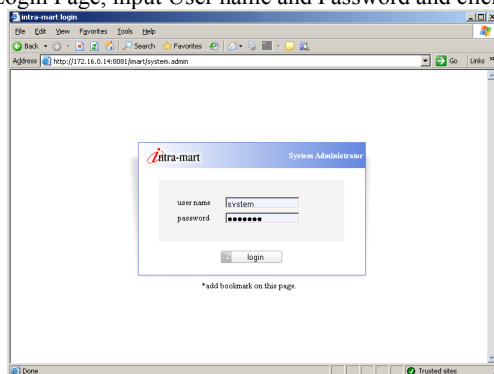 Login Page, input User name and Password and click
intra-mart login
File Edit View Favorites Tools Help
Back Search Favorites
Address http://172.16.0.14:8081/imart/system.admin Go Links »
intra-mart System Administrator
user name system
password •••••••
login
*add bookmark on this page.
Done Trusted sites